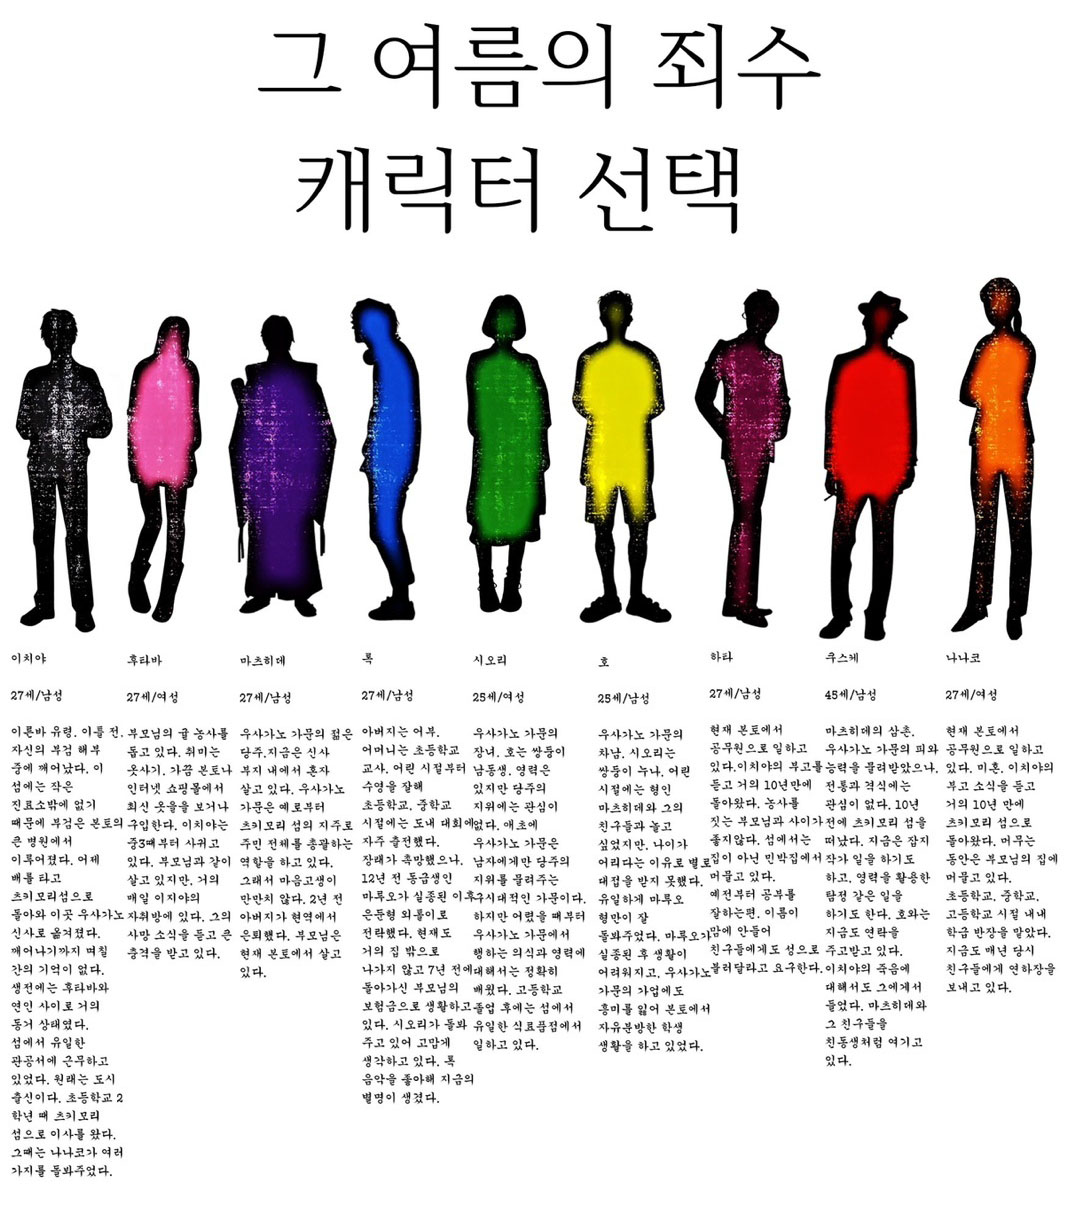 그 여름의 죄수
캐릭터 선택
이치야
27세/남성
이른바 유령. 이틀 전,
자신의 부검 해부
중에 깨어났다. 이
섬에는 작은
진료소밖에 없기
때문에 부검은 본토의
큰 병원에서
이루어졌다. 어제
배를 타고
츠키모리섬으로
돌아와 이곳 우사가노
신사로 옮겨졌다.
깨어나기까지 며칠
간의 기억이 없다.
생전에는 후타바와
연인 사이로 거의
동거 상태였다.
섬에서 유일한
관공서에 근무하고
있었다. 원래는 도시
출신이다. 초등학교 2
학년 때 츠키모리
섬으로 이사를 왔다.
그때는 나나코가 여러
가지를 돌봐주었다.
후타바
27세/여성
부모님의 귤 농사를
돕고 있다. 취미는
옷사기. 가끔 본토나
인터넷 쇼핑몰에서
최신 옷을을 보거나
구입한다. 이치야는
중3때부터 사귀고
있다. 부모님과 같이
살고 있지만, 거의
매일 이지야의
자취방에 있다. 그의
사망 소식을 듣고 큰
충격을 받고 있다.
마츠히데
27세/남성
우사가노 가문의 젊은
당주.지금은 신사
부지 내에서 혼자
살고 있다. 우사가노
가문은 예로부터
츠키모리 섬의 지주로
주민 전체를 총괄하는
역할을 하고 있다.
그래서 마음고생이
만만치 않다. 2년 전
아버지가 현역에서
은퇴했다. 부모님은
현재 본토에서 살고
있다.
록
27세/남성
아버지는 어부.
어머니는 초등학교
교사. 어린 시절부터
수영을 잘해
초등학교, 중학교
시절에는 도내 대회에
자주 출전했다.
장래가 촉망했으나,
12년 전 동급생인
마루오가 실종된 이후
은둔형 외톨이로
전락했다. 현재도
거의 집 밖으로
나가지 않고 7년 전에
돌아가신 부모님의
보험금으로 생활하고
있다. 시오리가 돌봐
주고 있어 고맙게
생각하고 있다. 록
음악을 좋아해 지금의
별명이 생겼다.
시오리
25세/여성
우사가노 가문의
장녀. 호는 쌍둥이
남동생. 영력은
있지만 당주의
지위에는 관심이
없다. 애초에
우사가노 가문은
남자에게만 당주의
지위를 물려주는
구시대적인 가문이다.
하지만 어렸을 때부터
우사가노 가문에서
행하는 의식과 영력에
대해서는 정확히
배웠다. 고등학교
졸업 후에는 섬에서
유일한 식료품점에서
일하고 있다.
호
25세/남성
우사가노 가문의
차남. 시오리는
쌍둥이 누나. 어린
시절에는 형인
마츠히데와 그의
친구들과 놀고
싶었지만, 나이가
어리다는 이유로 별로
대접을 받지 못했다.
유일하게 마루오
형만이 잘
돌봐주었다. 마루오가
실종된 후 생활이
어려워지고, 우사가노
가문의 가업에도
흥미를 잃어 본토에서
자유분방한 학생
생활을 하고 있었다.
하타
27세/남성
현재 본토에서
공무원으로 일하고
있다.이치야의 부고를
듣고 거의 10년만에
돌아왔다. 농사를
짓는 부모님과 사이가
좋지않다. 섬에서는
집이 아닌 민박집에서
머물고 있다.
예전부터 공부를
잘하는편. 이름이
맘에 안들어
친구들에게도 성으로
불러달라고 요구한다.
쿠스케
45세/남성
마츠히데의 삼촌.
우사가노 가문의 피와
능력을 물려받았으나,
전통과 격식에는
관심이 없다. 10년
전에 츠키모리 섬을
떠났다. 지금은 잡지
작가 일을 하기도
하고, 영력을 활용한
탐정 같은 일을
하기도 한다. 호와는
지금도 연락을
주고받고 있다.
이치야의 죽음에
대해서도 그에게서
들었다. 마츠히데와
그 친구들을
친동생처럼 여기고
있다.
나나코
27세/여성
현재 본토에서
공무원으로 일하고
있다. 미혼. 이치야의
부고 소식을 듣고
거의 10년 만에
츠키모리 섬으로
돌아왔다. 머무는
동안은 부모님의 집에
머물고 있다.
초등학교, 중학교,
고등학교 시절 내내
학급 반장을 맡았다.
지금도 매년 당시
친구들에게 연하장을
보내고 있다.